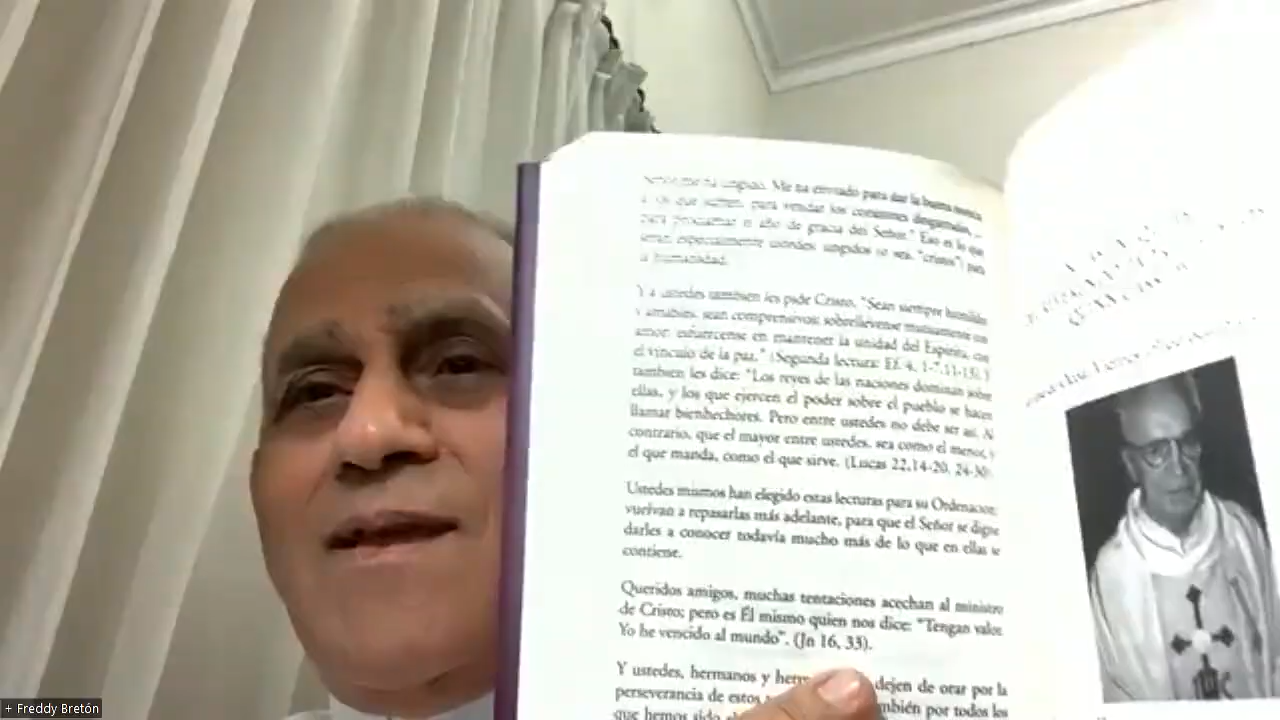 Me ha enviado para dar la buena
a los que sufren, para vendar los corazones desgarrados,
para proclamar el año de gracia del Señor." Eso es lo que
ungidos (o sea, "cristos") para
la humanidad.
Y a ustedes también les pide Cristo, "Sean siempre humildes
y amables, sean comprensivos; sobrellévense mutuamente con
amor; esfuércense en mantener la unidad del Espíritu, con
el vínculo de la paz." (Segunda lectura: Ef. 4, 1-7.11-13). Y
también les dice: "Los reyes de las naciones dominan sobre
ellas, y los que ejercen el poder sobre el pueblo se hacen
llamar bienhechores. Pero entre ustedes no debe ser así. Al
contrario, que el mayor entre ustedes, sea como el menor, y
el que manda, como el que sirve. (Lucas 22,14-20. 24-30).
Ustedes mismos han elegido estas lecturas para su Ordenación;
vuelvan a repasarlas más adelante, para que el Señor se digne
darles a conocer todavía mucho más de lo que en ellas se
contiene.
Queridos amigos, muchas tentaciones acechan al ministro
de Cristo; pero es Él mismo quien nos dice: "Tengan valor.
Yo he vencido al mundo". (Jn 16, 33).
Y ustedes, hermanos y dejen de orar por la
perseverancia de estos también por todos los
que hemos sido
+ Freddy Bretón